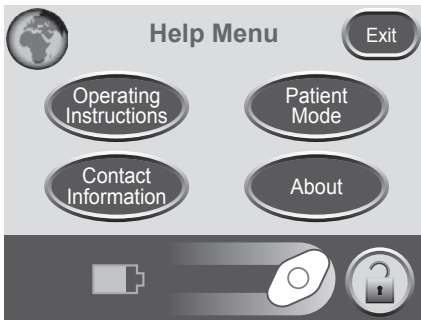 Help Menu
Exit
Operating
Instructions
Patient
Mode
Contact
Information
About